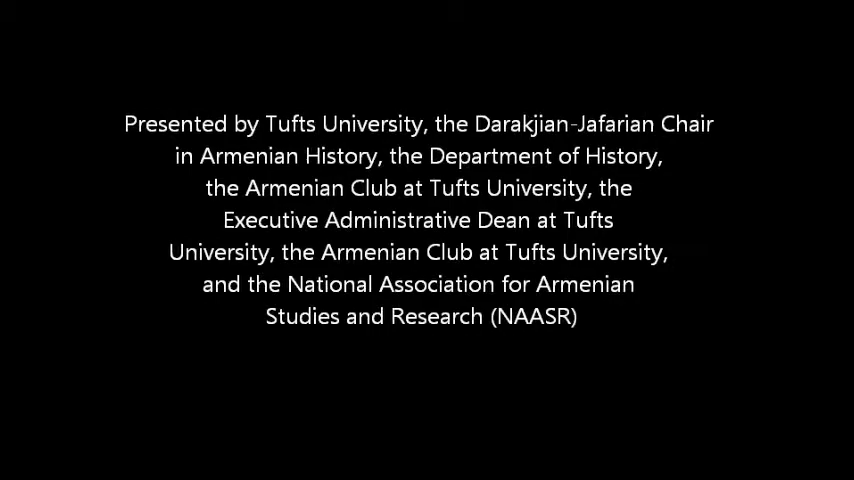 Presented by Tufts University, the Darakjian-Jafarian Chair
in Armenian History, the Department of History,
the Armenian Club at Tufts University, the
Executive Administrative Dean at Tufts
University, the Armenian Club at Tufts University,
and the National Association for Armenian
Studies and Research (NAASR)